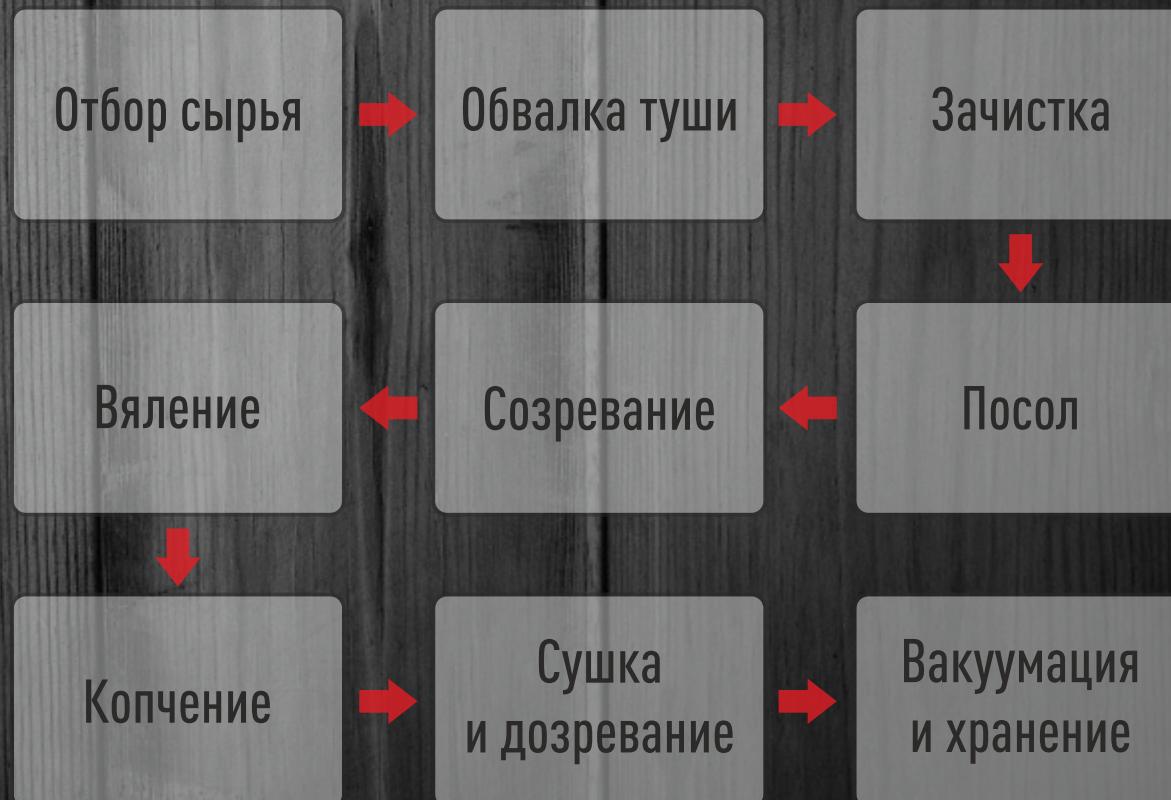 Отбор сырья
Обвалка туши
Зачистка
Вяление
Созревание
Посол
Копчение
Сушка
и дозревание
Вакуумация
и хранение